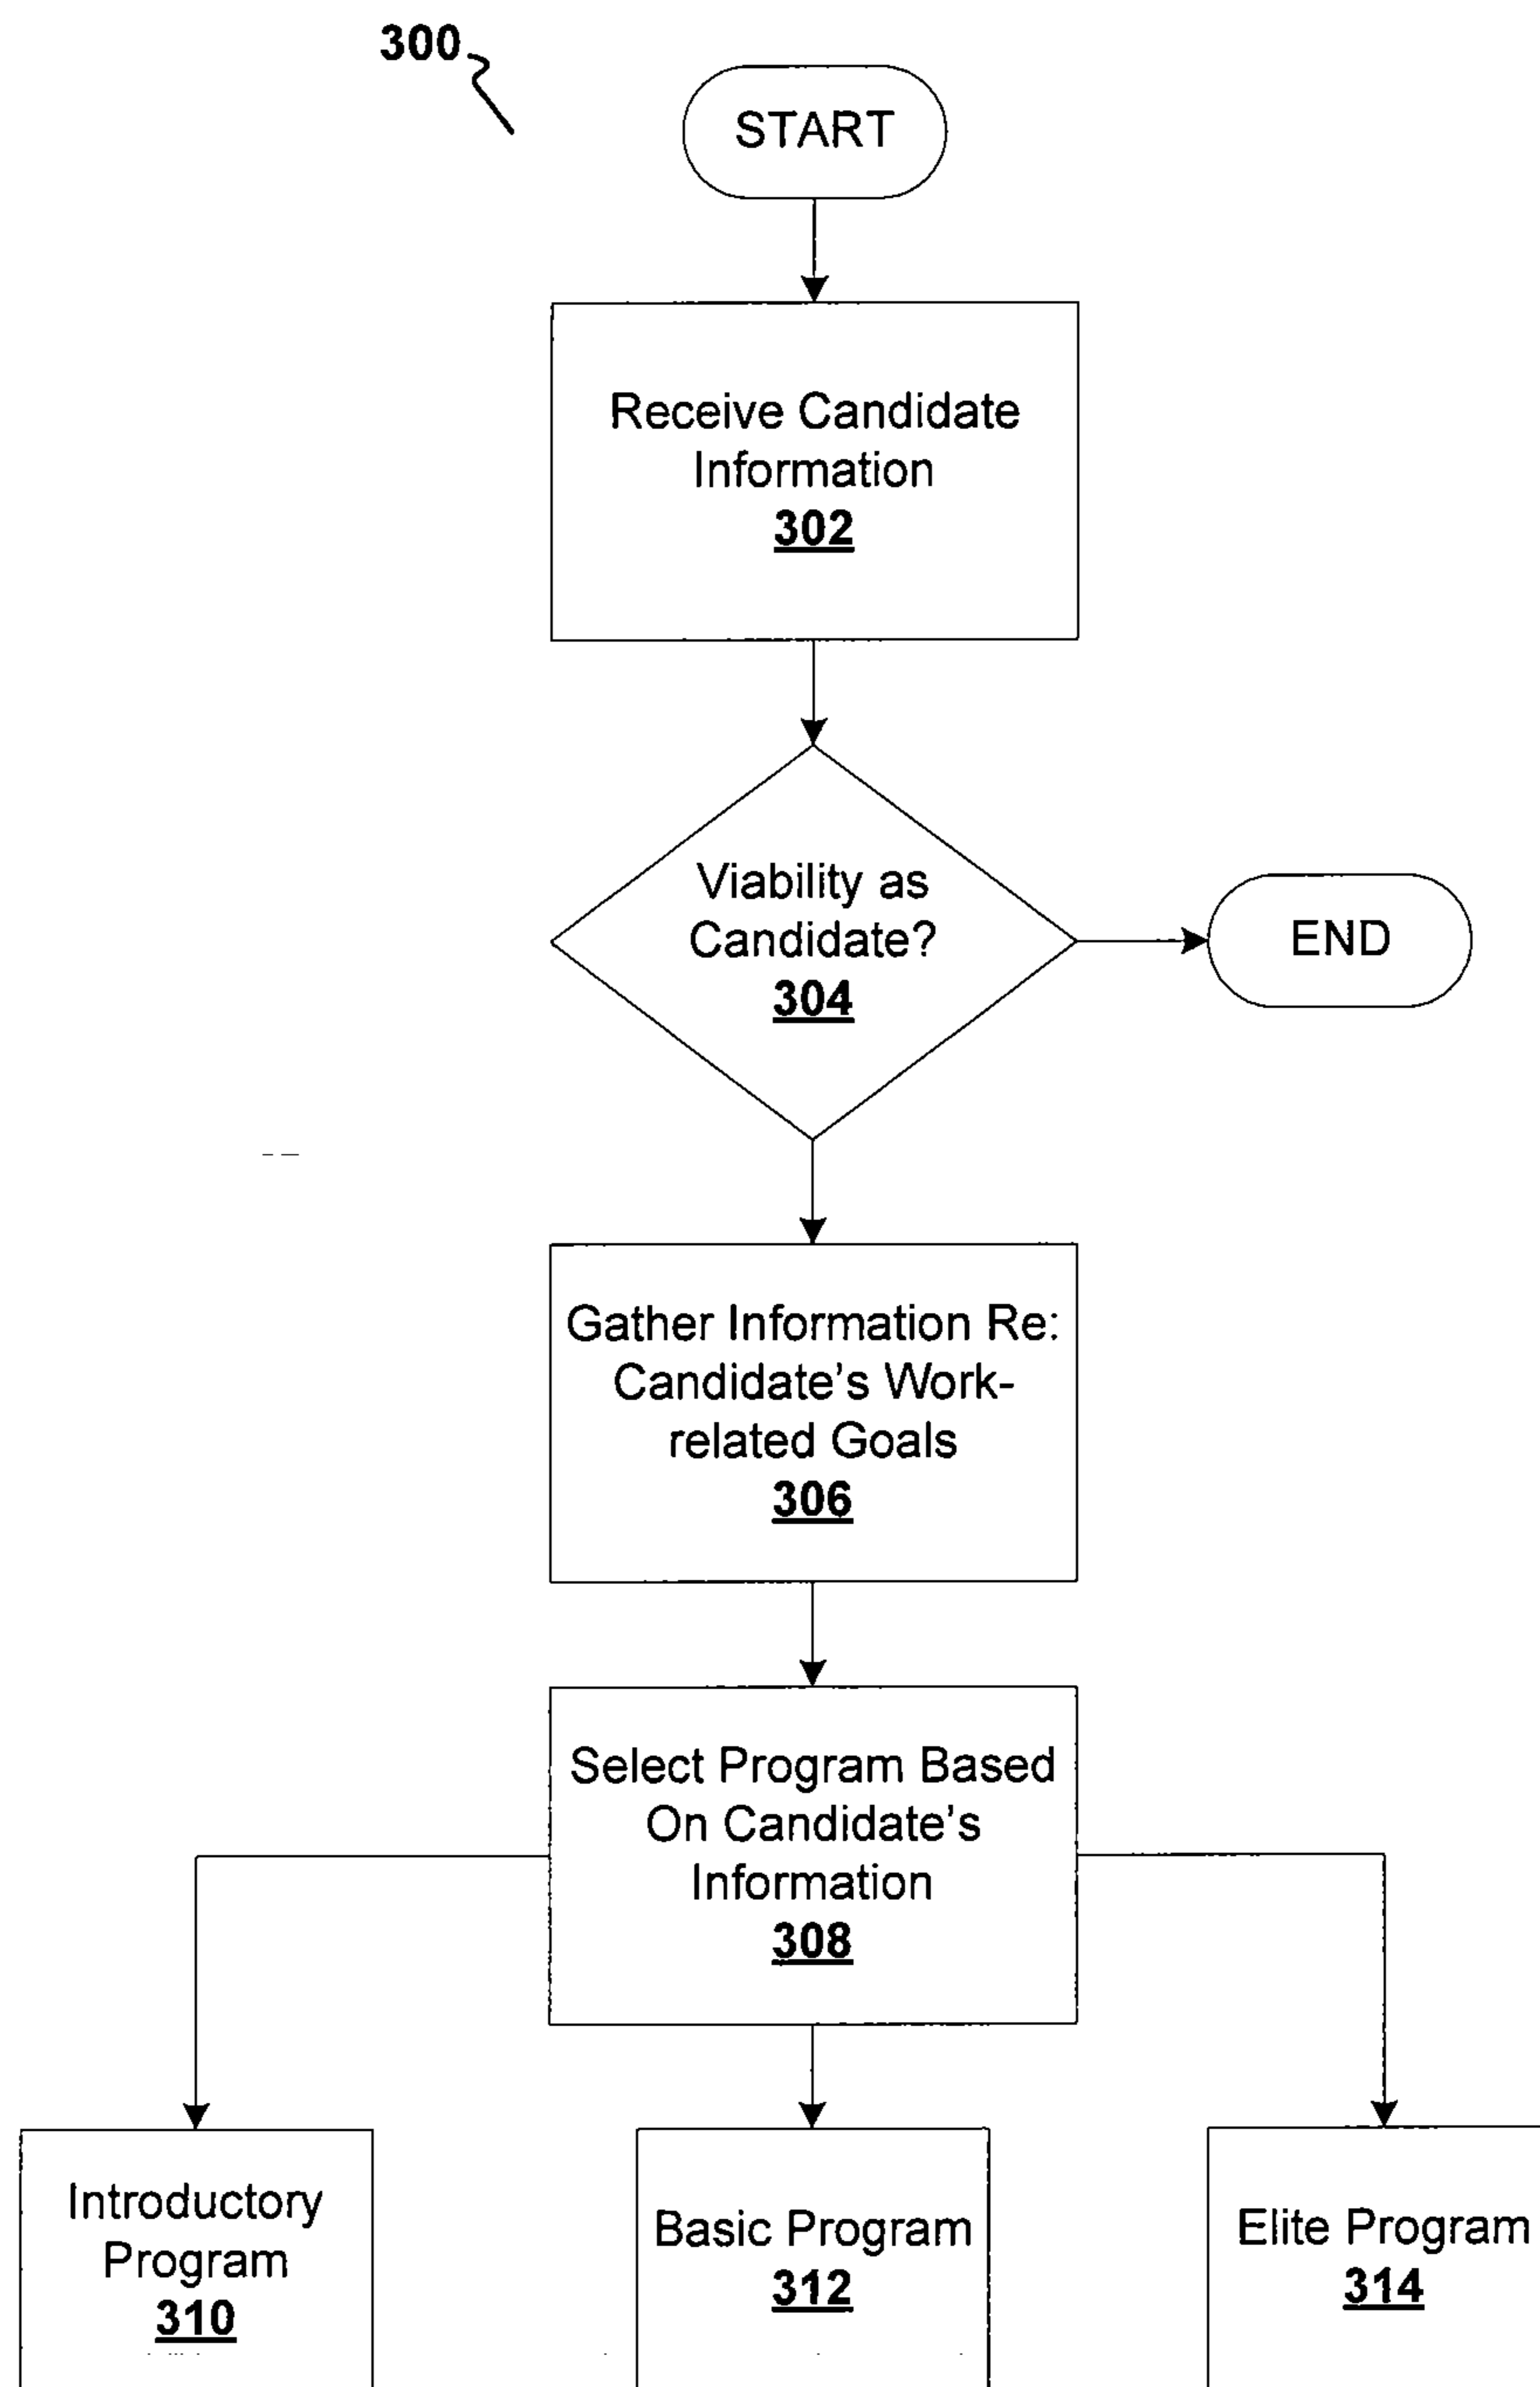 300
START
Receive Candidate
Information
302
Viability as
Candidate?
304
END
Gather Information Re:
Candidate's Work-
related Goals
306
Select Program Based
On Candidate's
Information
308
Introductory
Program
310
Basic Program
312
Elite Program
314